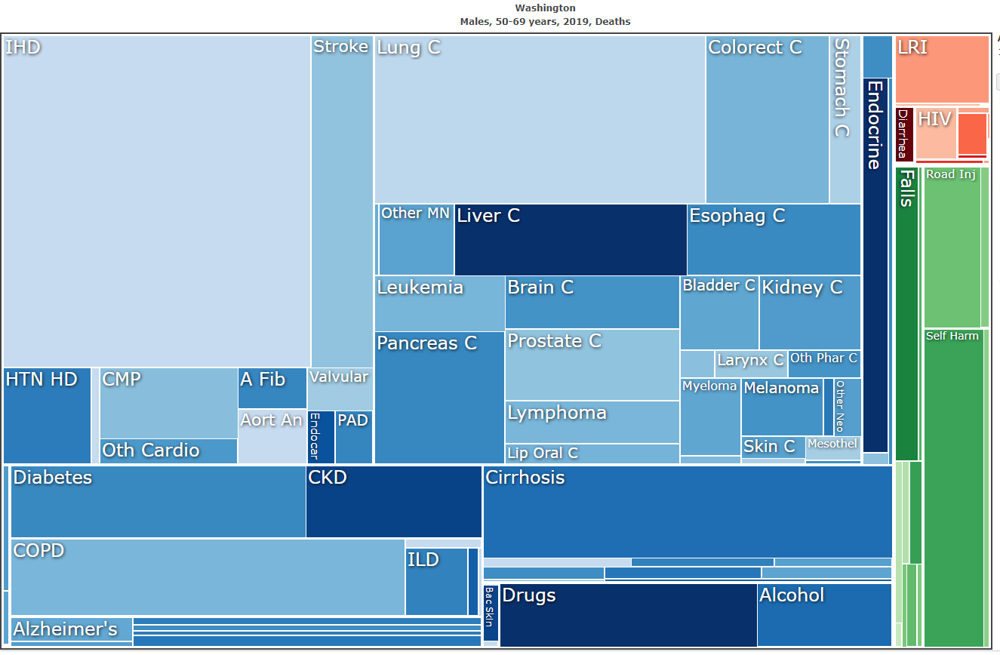 Washington
Males, 50-69 years, 2019, Deaths
IHD
Stroke
Lung C
Colorect C
Stomach C
Endocrine
LRI
Diarrhea
HIV
Falls
Road Inj
Self Harm
Other MN
Liver C
Esophag C
Leukemia
Brain C
Bladder C
Kidney C
Pancreas C
Prostate C
Larynx C
Oth Phar C
Myeloma
Melanoma
Other Neo
Lymphoma
Skin C
Mesothel
Lip Oral C
HTN HD
CMP
A Fib
Valvular
Aort An
Endocar
PAD
Oth Cardio
Diabetes
CKD
Cirrhosis
COPD
ILD
Bac Skin
Drugs
Alcohol
Alzheimer's